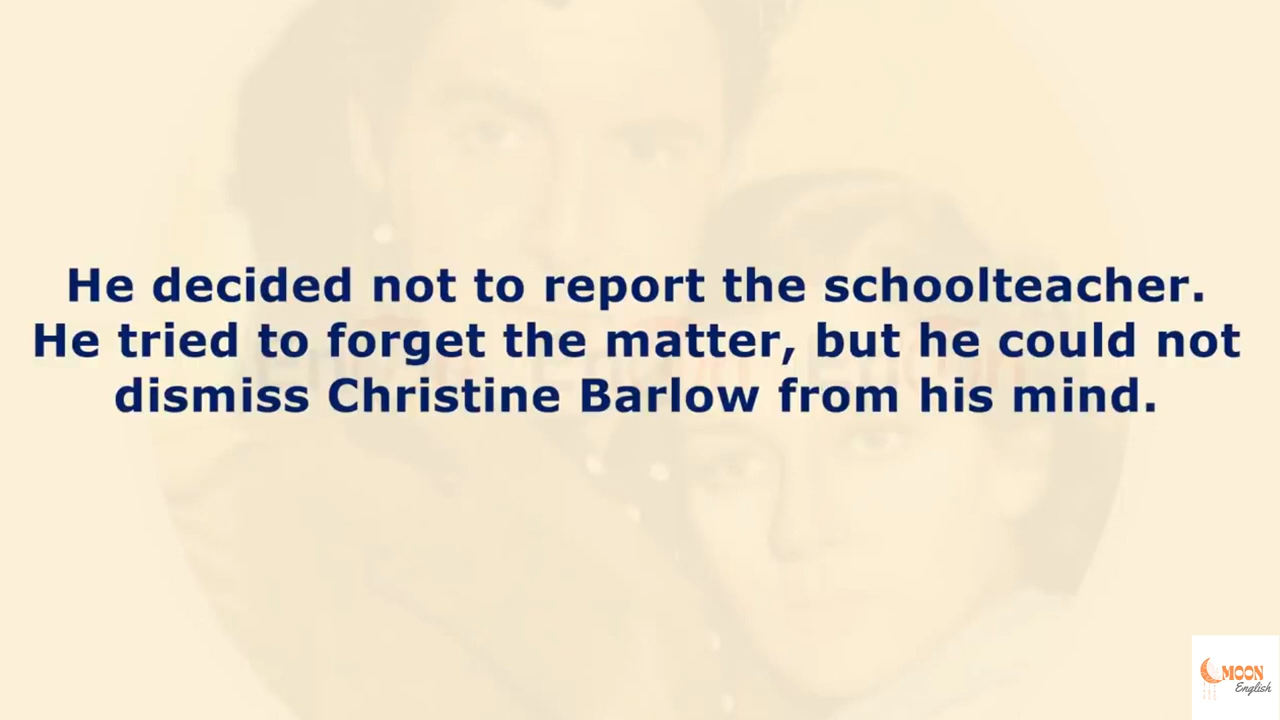 He decided not to report the schoolteacher.
He tried to forget the matter, but he could not
dismiss Christine Barlow from his mind.
MOON
English